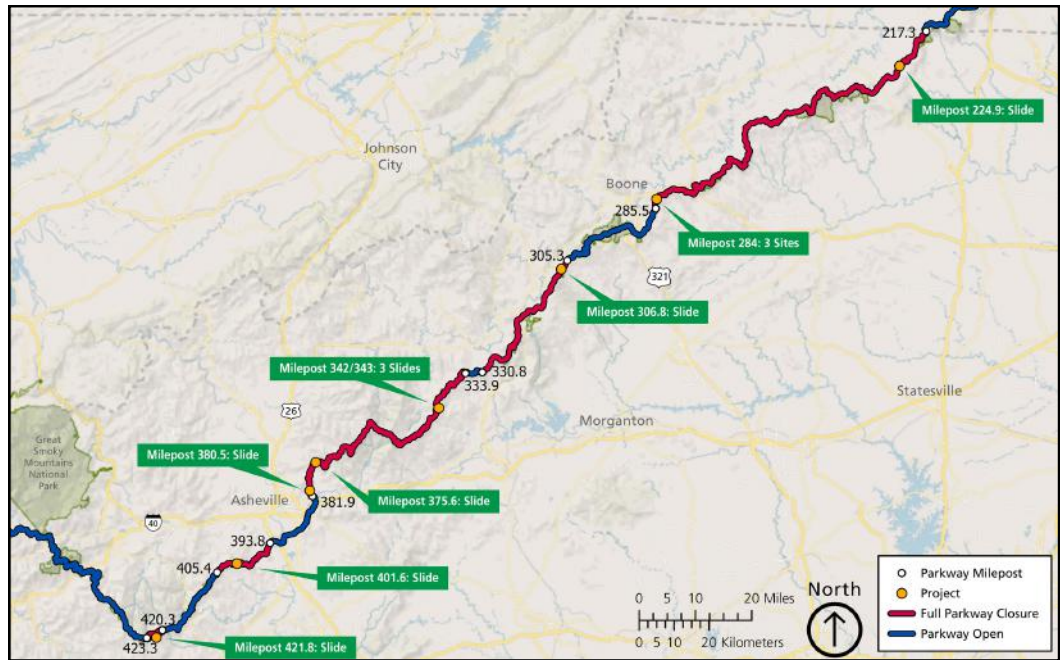 217.3
Milepost 224.9: Slide
Johnson
City
Boone
285.5
Milepost 284: 3 Sites
305.3
321
Milepost 306.8: Slide
Milepost 342/343: 3 Slides
330.8
333.9
Statesville
26
Morganton
Great
Smoky
Mountains
National
Park
Milepost 380.5: Slide
Asheville
381.9
Milepost 375.6: Slide
40
393.8
405.4
Milepost 401.6: Slide
420.3
423.3
Milepost 421.8: Slide
0 5 10 20 Miles
0 5 10 20 Kilometers
North
Parkway Milepost
Project
Full Parkway Closure
Parkway Open